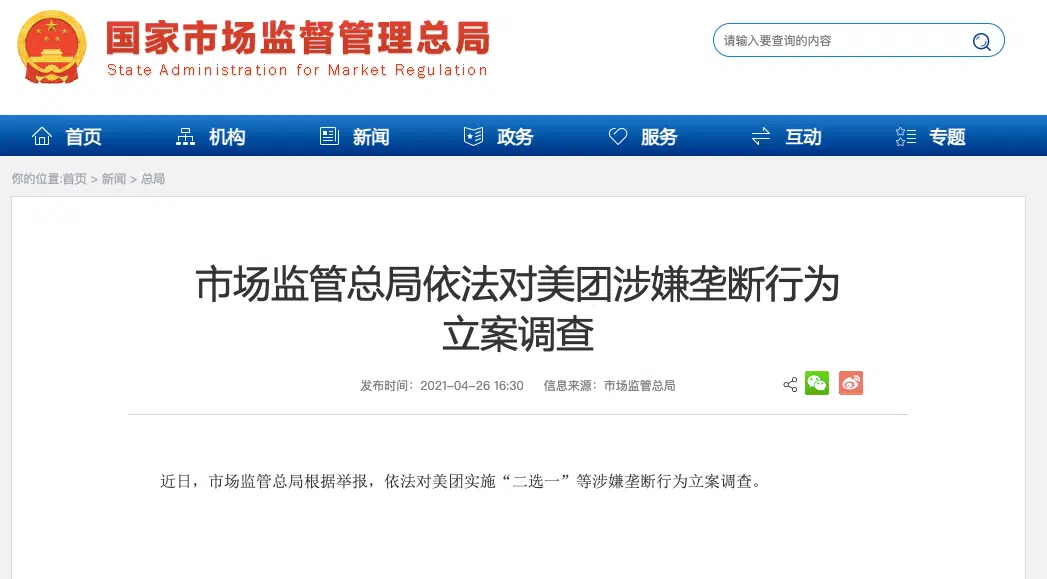 国家市场监督管理总局
State Administration for Market Regulation
请输入要查询的内容
首页 机构 新闻 政务 服务 互动 专题
你的位置:首页 > 新闻 > 总局
市场监管总局依法对美团涉嫌垄断行为
立案调查
发布时间：2021-04-26 16:30 信息来源：市场监管总局
近日，市场监管总局根据举报，依法对美团实施“二选一”等涉嫌垄断行为立案调查。